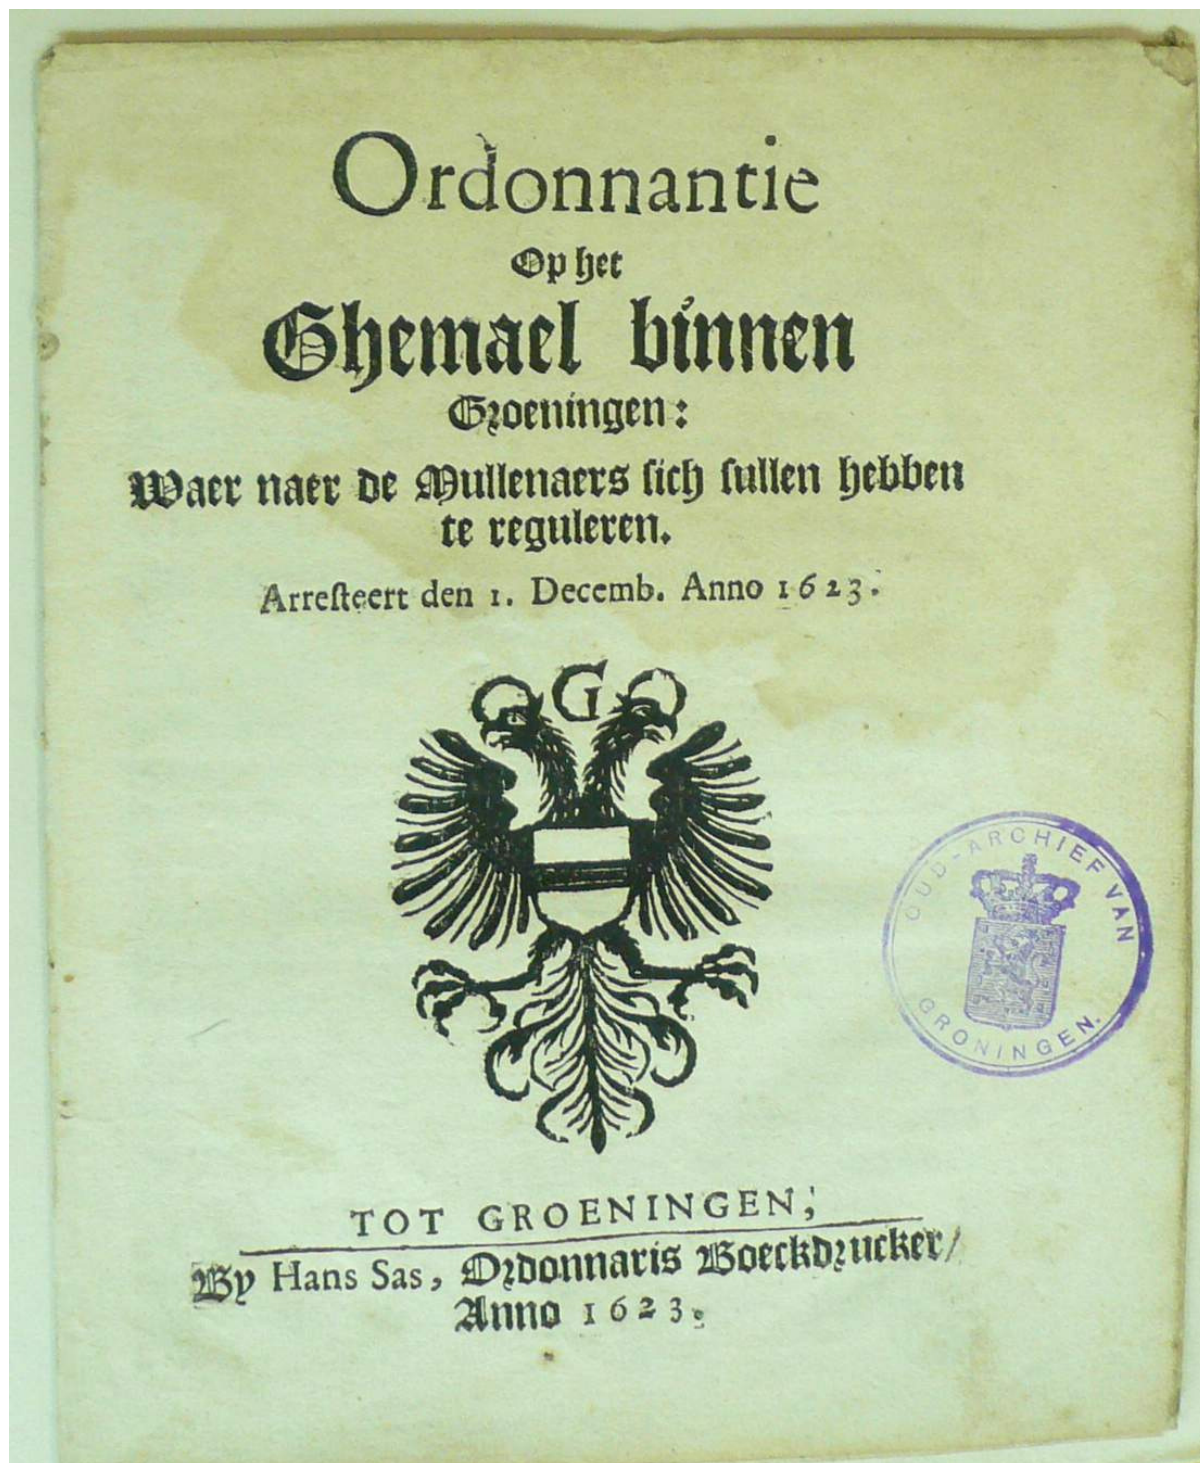 Ordonnantie
Op het
Ghemael binnen
Groeningen:
Waer naer de Mullenaers sich sullen hebben
te reguleren.
Arresteert den 1. Decemb. Anno 1623.
G
OUD-ARCHIEF VAN
GRONINGEN.
TOT GROENINGEN,
By Hans Sas, Ordonnaris Boeckdrucker/
Anno 1623.